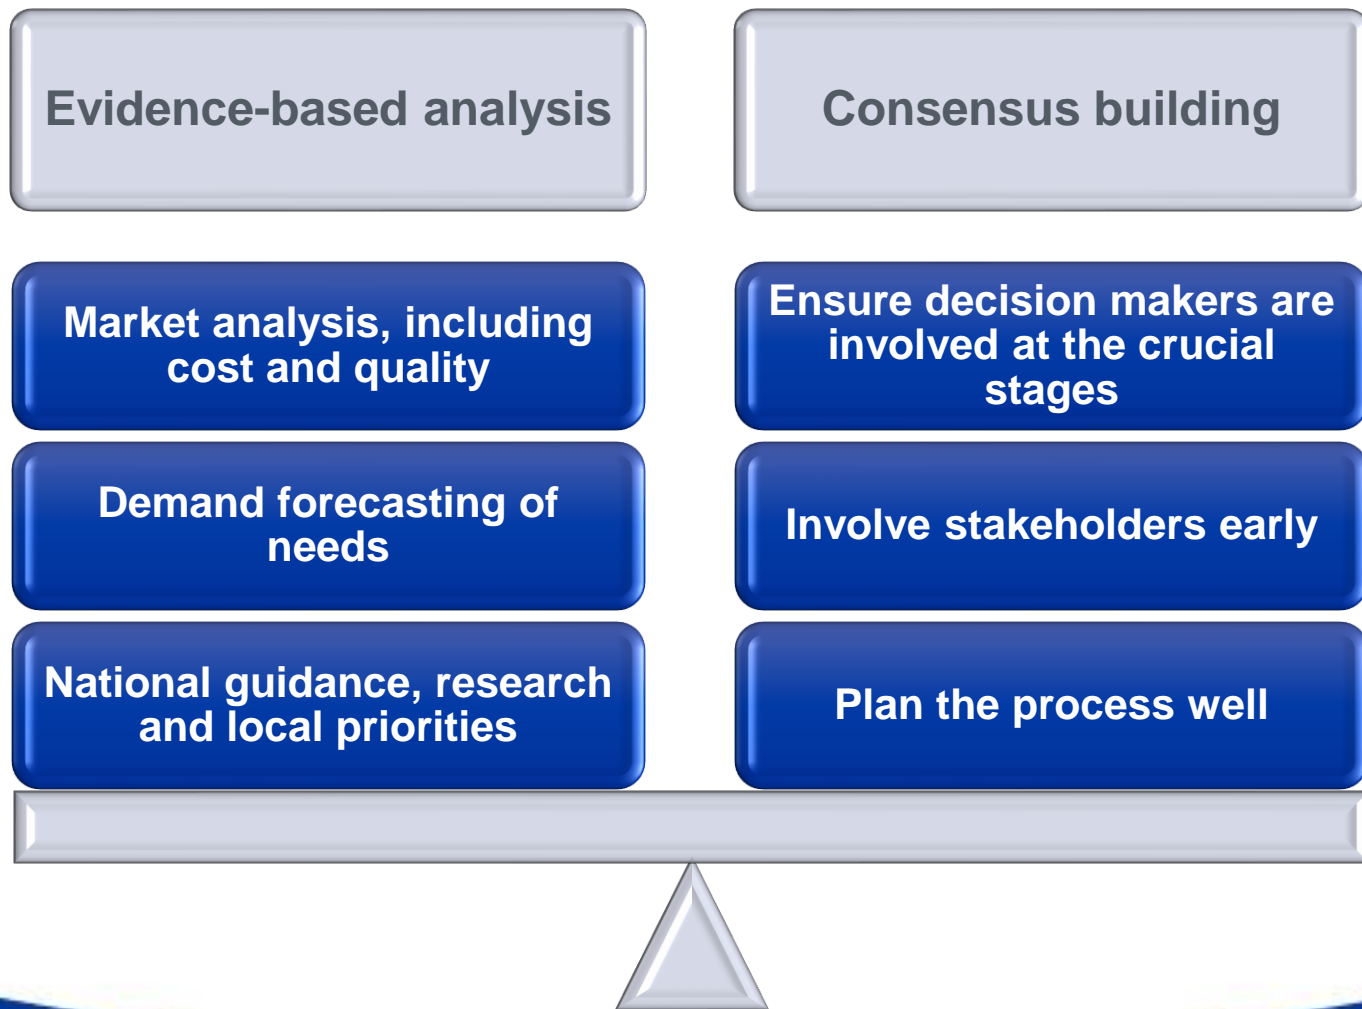 Evidence-based analysis
Consensus building
Market analysis, including
cost and quality
Ensure decision makers are
involved at the crucial
stages
Demand forecasting of
needs
Involve stakeholders early
National guidance, research
and local priorities
Plan the process well